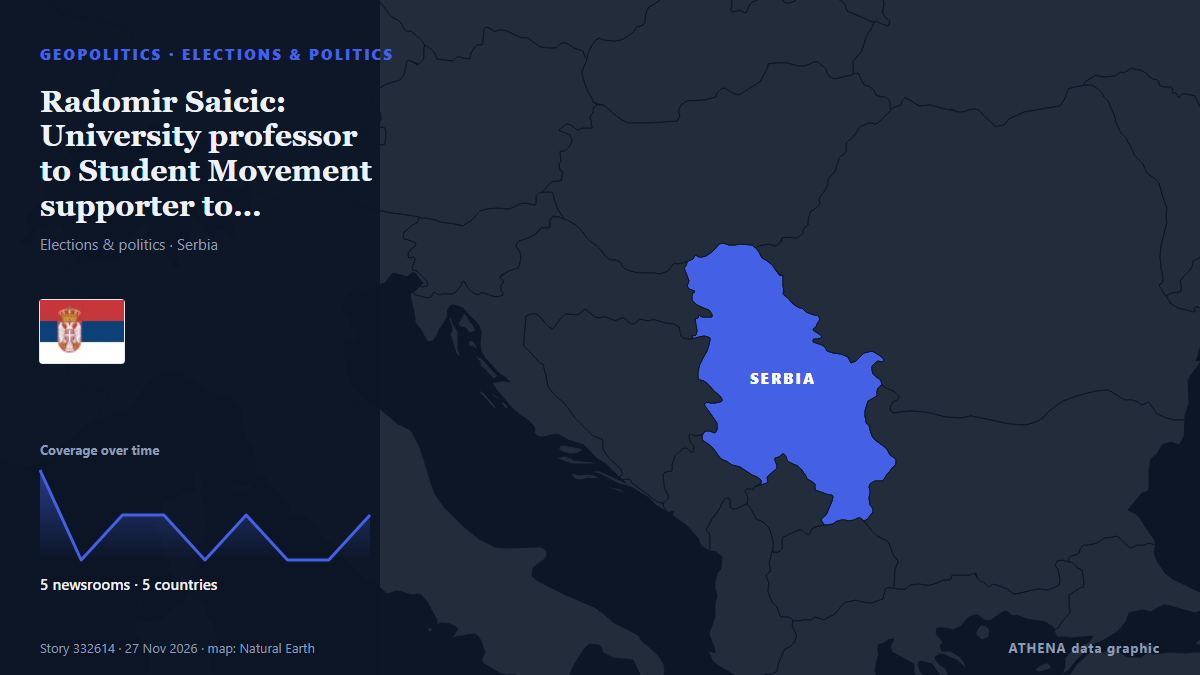 GEOPOLITICS · ELECTIONS & POLITICS
Radomir Saicic:
University professor
to Student Movement
supporter to...
Elections & politics · Serbia
SERBIA
Coverage over time
5 newsrooms · 5 countries
Story 332614 · 27 Nov 2026 · map: Natural Earth
ATHENA data graphic